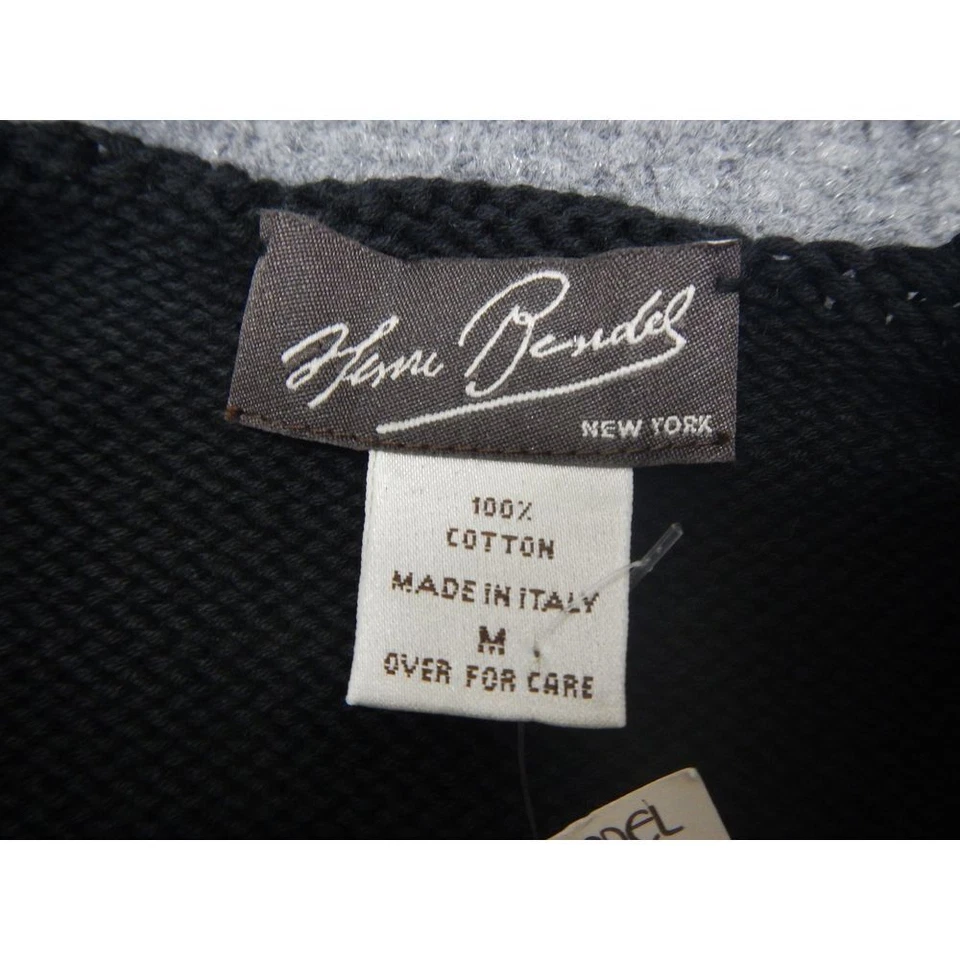 Henri Bendel
NEW YORK
100%
COTTON
MADE IN ITALY
M
OVER FOR CARE